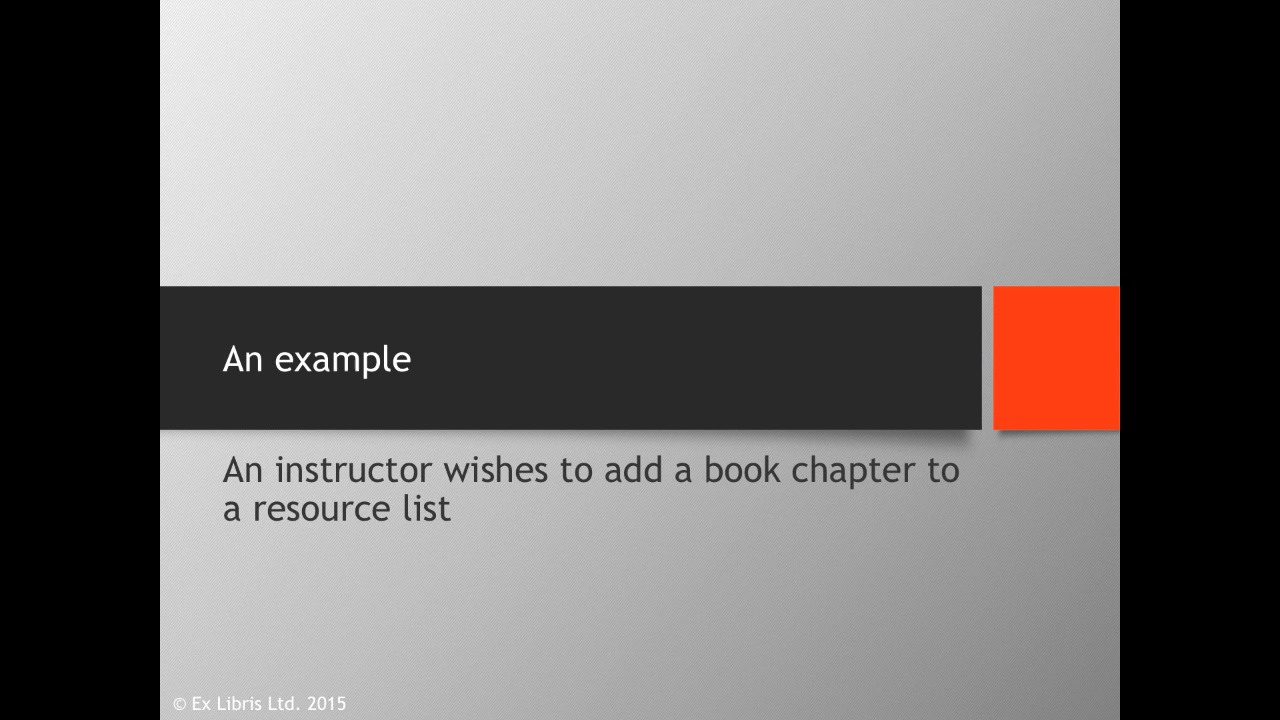 An example
An instructor wishes to add a book chapter to
a resource list
© Ex Libris Ltd. 2015